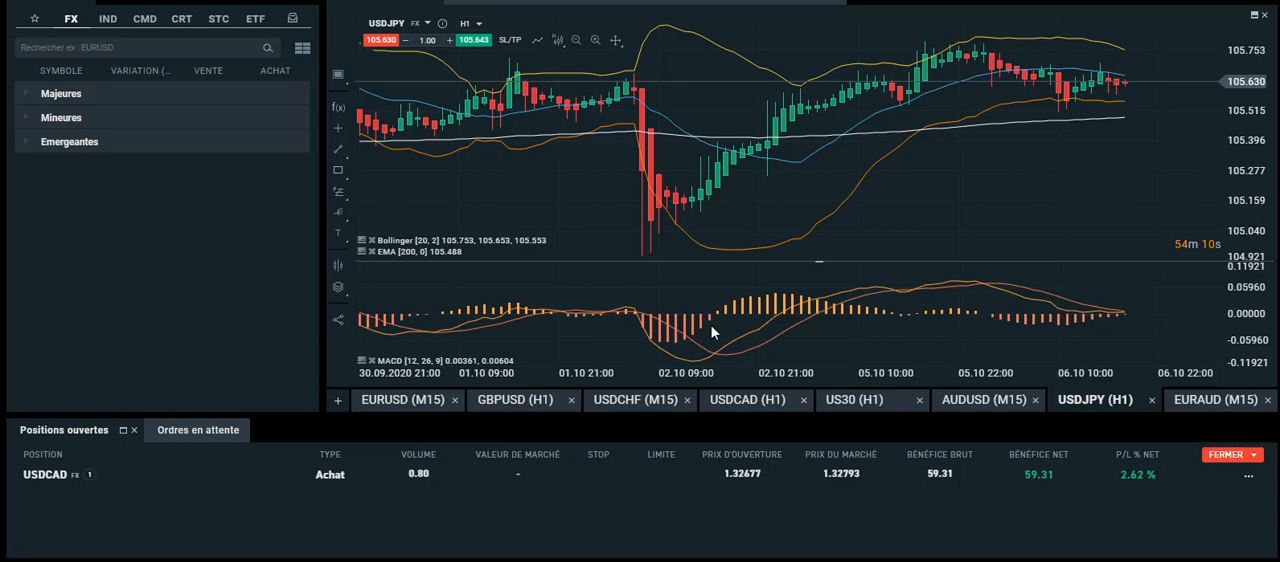 FX IND CMD CRT STC ETF
Rechercher ex : EURUSD
SYMBOLE VARIATION (... VENTE ACHAT
Majeures
Mineures
Emergeantes
USDJPY FX H1
105.630 − 1.00 + 105.643 SL/TP
f(x)
T
Bollinger [20, 2] 105.753, 105.653, 105.553
EMA [200, 0] 105.488
54m 10s
105.753
105.630
105.515
105.396
105.277
105.159
105.040
104.921
0.11921
0.05960
0.00000
-0.05960
-0.11921
MACD [12, 26, 9] 0.00361, 0.00604
30.09.2020 21:00 01.10 09:00 01.10 21:00 02.10 09:00 02.10 21:00 05.10 10:00 05.10 22:00 06.10 10:00 06.10 22:00
+ EURUSD (M15) × GBPUSD (H1) × USDCHF (M15) × USDCAD (H1) × US30 (H1) × AUDUSD (M15) × USDJPY (H1) × EURAUD (M15) ×
Positions ouvertes × Ordres en attente
POSITION TYPE VOLUME VALEUR DE MARCHÉ STOP LIMITE PRIX D'OUVERTURE PRIX DU MARCHÉ BÉNÉFICE BRUT BÉNÉFICE NET P/L % NET FERMER
USDCAD FX 1 Achat 0.80 - 1.32677 1.32793 59.31 59.31 2.62 % ...